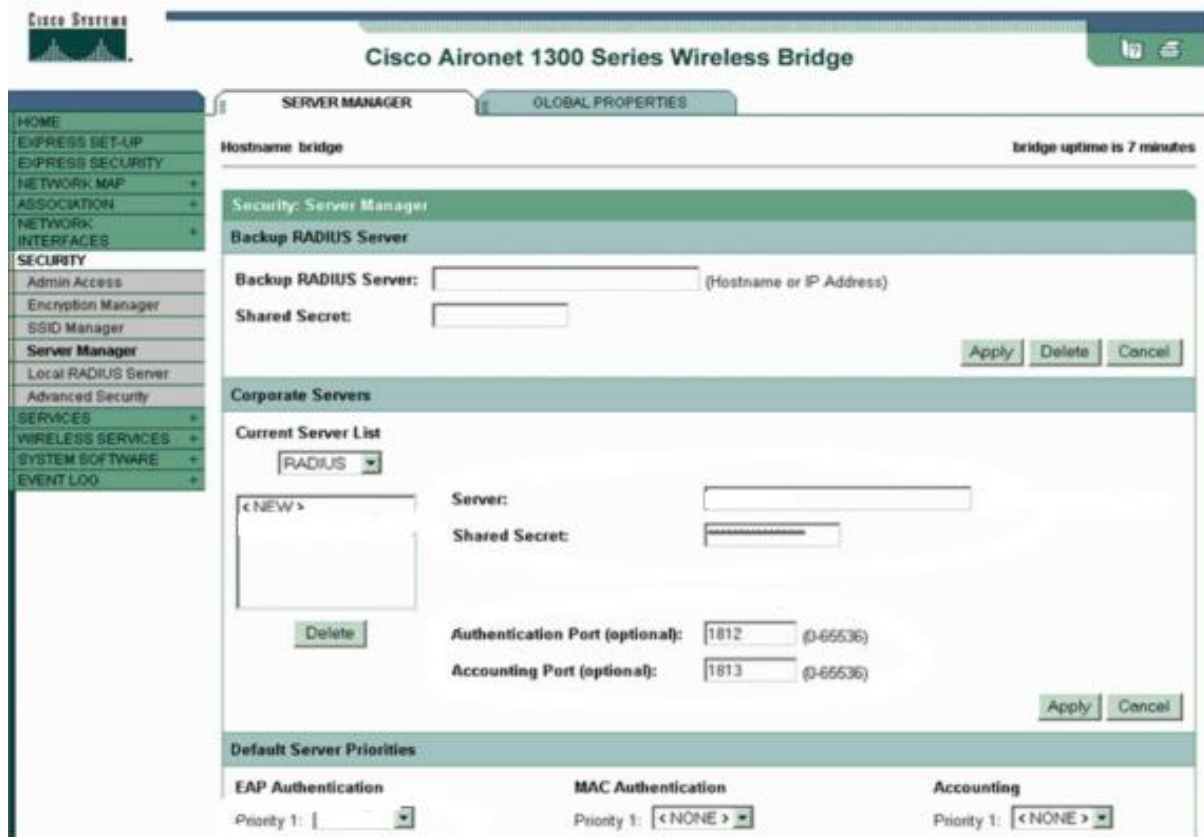 CISCO SYSTEMS
Cisco Aironet 1300 Series Wireless Bridge
SERVER MANAGER
GLOBAL PROPERTIES
HOME
EXPRESS SET-UP
EXPRESS SECURITY
NETWORK MAP +
ASSOCIATION +
NETWORK INTERFACES +
SECURITY
Admin Access
Encryption Manager
SSID Manager
Server Manager
Local RADIUS Server
Advanced Security
SERVICES +
WIRELESS SERVICES +
SYSTEM SOFTWARE +
EVENT LOG +
Hostname bridge
bridge uptime is 7 minutes
Security: Server Manager
Backup RADIUS Server
Backup RADIUS Server: (Hostname or IP Address)
Shared Secret:
Apply Delete Cancel
Corporate Servers
Current Server List
RADIUS
< NEW >
Delete
Server:
Shared Secret:
Authentication Port (optional): 1812 (0-65536)
Accounting Port (optional): 1813 (0-65536)
Apply Cancel
Default Server Priorities
EAP Authentication
Priority 1:
MAC Authentication
Priority 1: < NONE >
Accounting
Priority 1: < NONE >